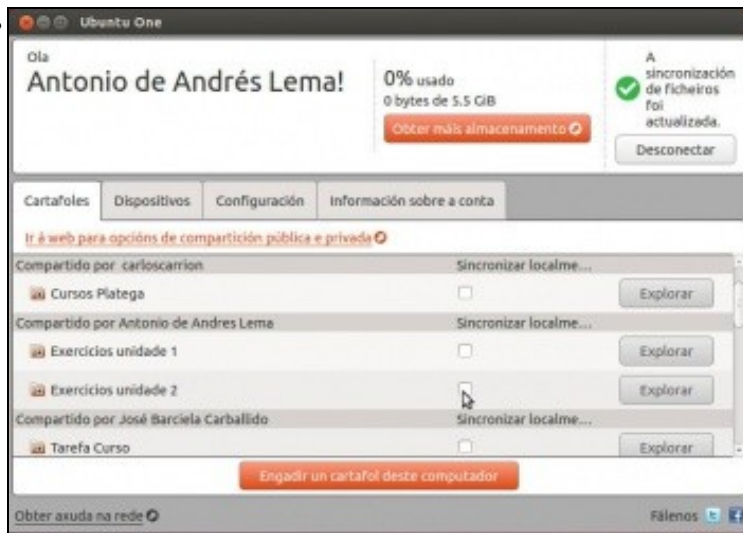 Ubuntu One
Ola
Antonio de Andrés Lema!
0% usado
0 bytes de 5.5 GiB
Obter máis almacenamento
A
sincronización
de ficheiros
foi
actualizada.
Desconectar
Cartafoles
Dispositivos
Configuración
Información sobre a conta
Ir á web para opcións de compartición pública e privada
Compartido por carloscarrion Sincronizar localme...
Cursos Platega Explorar
Compartido por Antonio de Andres Lema Sincronizar localme...
Exercicios unidade 1 Explorar
Exercicios unidade 2 Explorar
Compartido por José Barciela Carballido Sincronizar localme...
Tarefa Curso Explorar
Engadir un cartafol deste computador
Obter axuda na rede
Fálenos